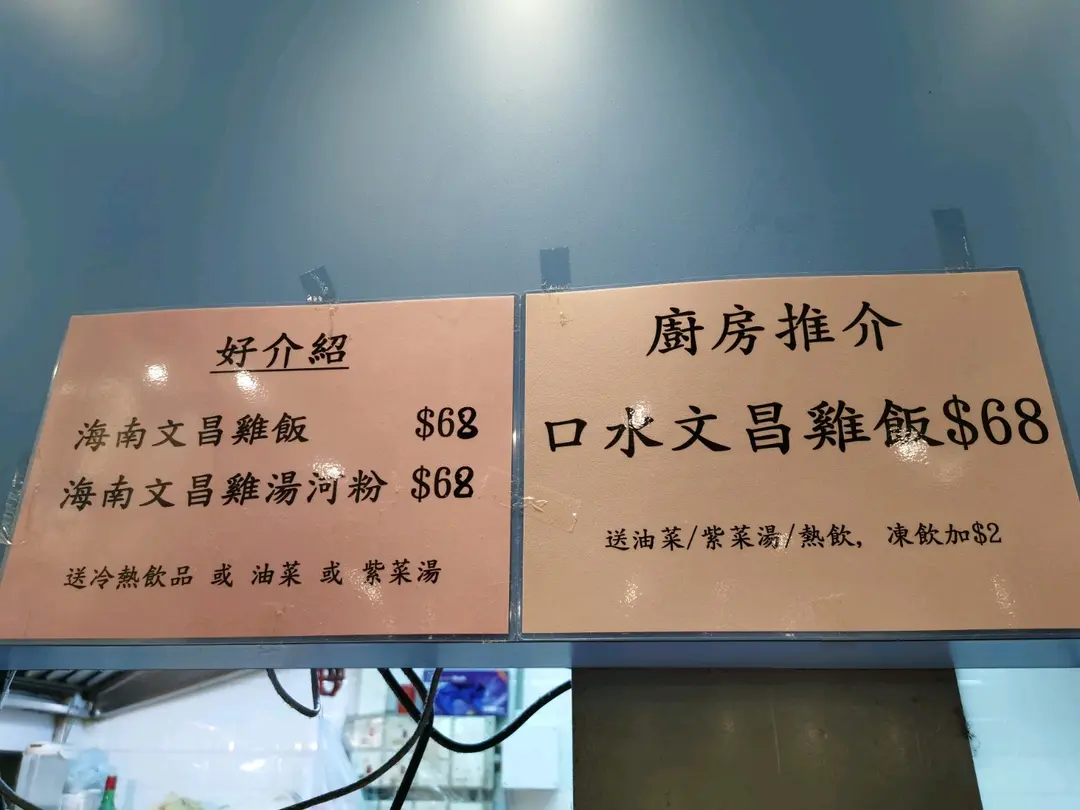 好介紹
海南文昌雞飯 $68
海南文昌雞湯河粉 $68
送冷熱飲品 或 油菜 或 紫菜湯
廚房推介
口水文昌雞飯$68
送油菜/紫菜湯/熱飲, 凍飲加$2